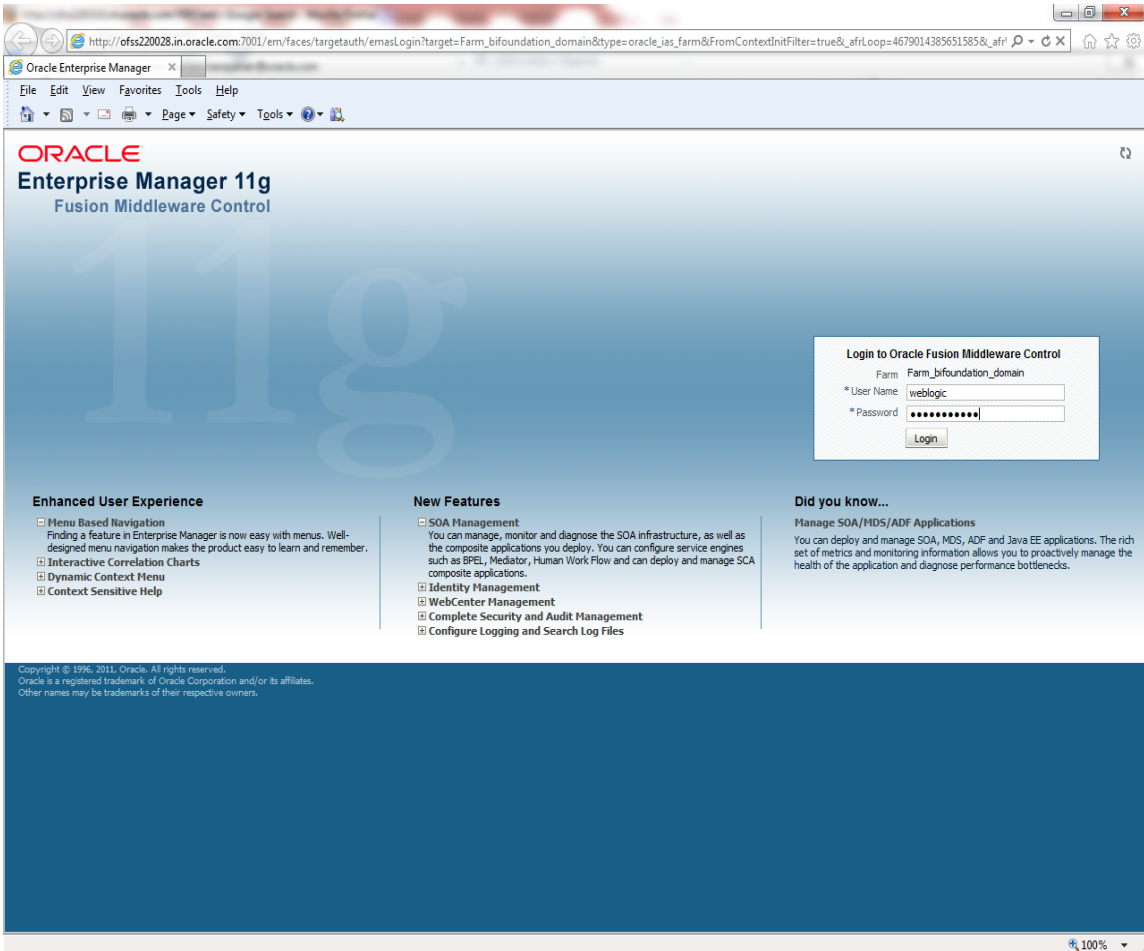 http://ofss220028.in.oracle.com:7001/em/faces/targetauth/emasLogin?target=Farm_bifoundation_domain&type=oracle_ias_farm&FromContextInitFilter=true&_afrLoop=4679014385651585&_afr
Oracle Enterprise Manager
File Edit View Favorites Tools Help
Page Safety Tools
ORACLE
Enterprise Manager 11g
Fusion Middleware Control
11g
Login to Oracle Fusion Middleware Control
Farm Farm_bifoundation_domain
* User Name weblogic
* Password
Login
Enhanced User Experience
Menu Based Navigation
Finding a feature in Enterprise Manager is now easy with menus. Well-
designed menu navigation makes the product easy to learn and remember.
Interactive Correlation Charts
Dynamic Context Menu
Context Sensitive Help
New Features
SOA Management
You can manage, monitor and diagnose the SOA infrastructure, as well as
the composite applications you deploy. You can configure service engines
such as BPEL, Mediator, Human Work Flow and can deploy and manage SCA
composite applications.
Identity Management
WebCenter Management
Complete Security and Audit Management
Configure Logging and Search Log Files
Did you know...
Manage SOA/MDS/ADF Applications
You can deploy and manage SOA, MDS, ADF and Java EE applications. The rich
set of metrics and monitoring information allows you to proactively manage the
health of the application and diagnose performance bottlenecks.
Copyright © 1996, 2011, Oracle. All rights reserved.
Oracle is a registered trademark of Oracle Corporation and/or its affiliates.
Other names may be trademarks of their respective owners.
100%